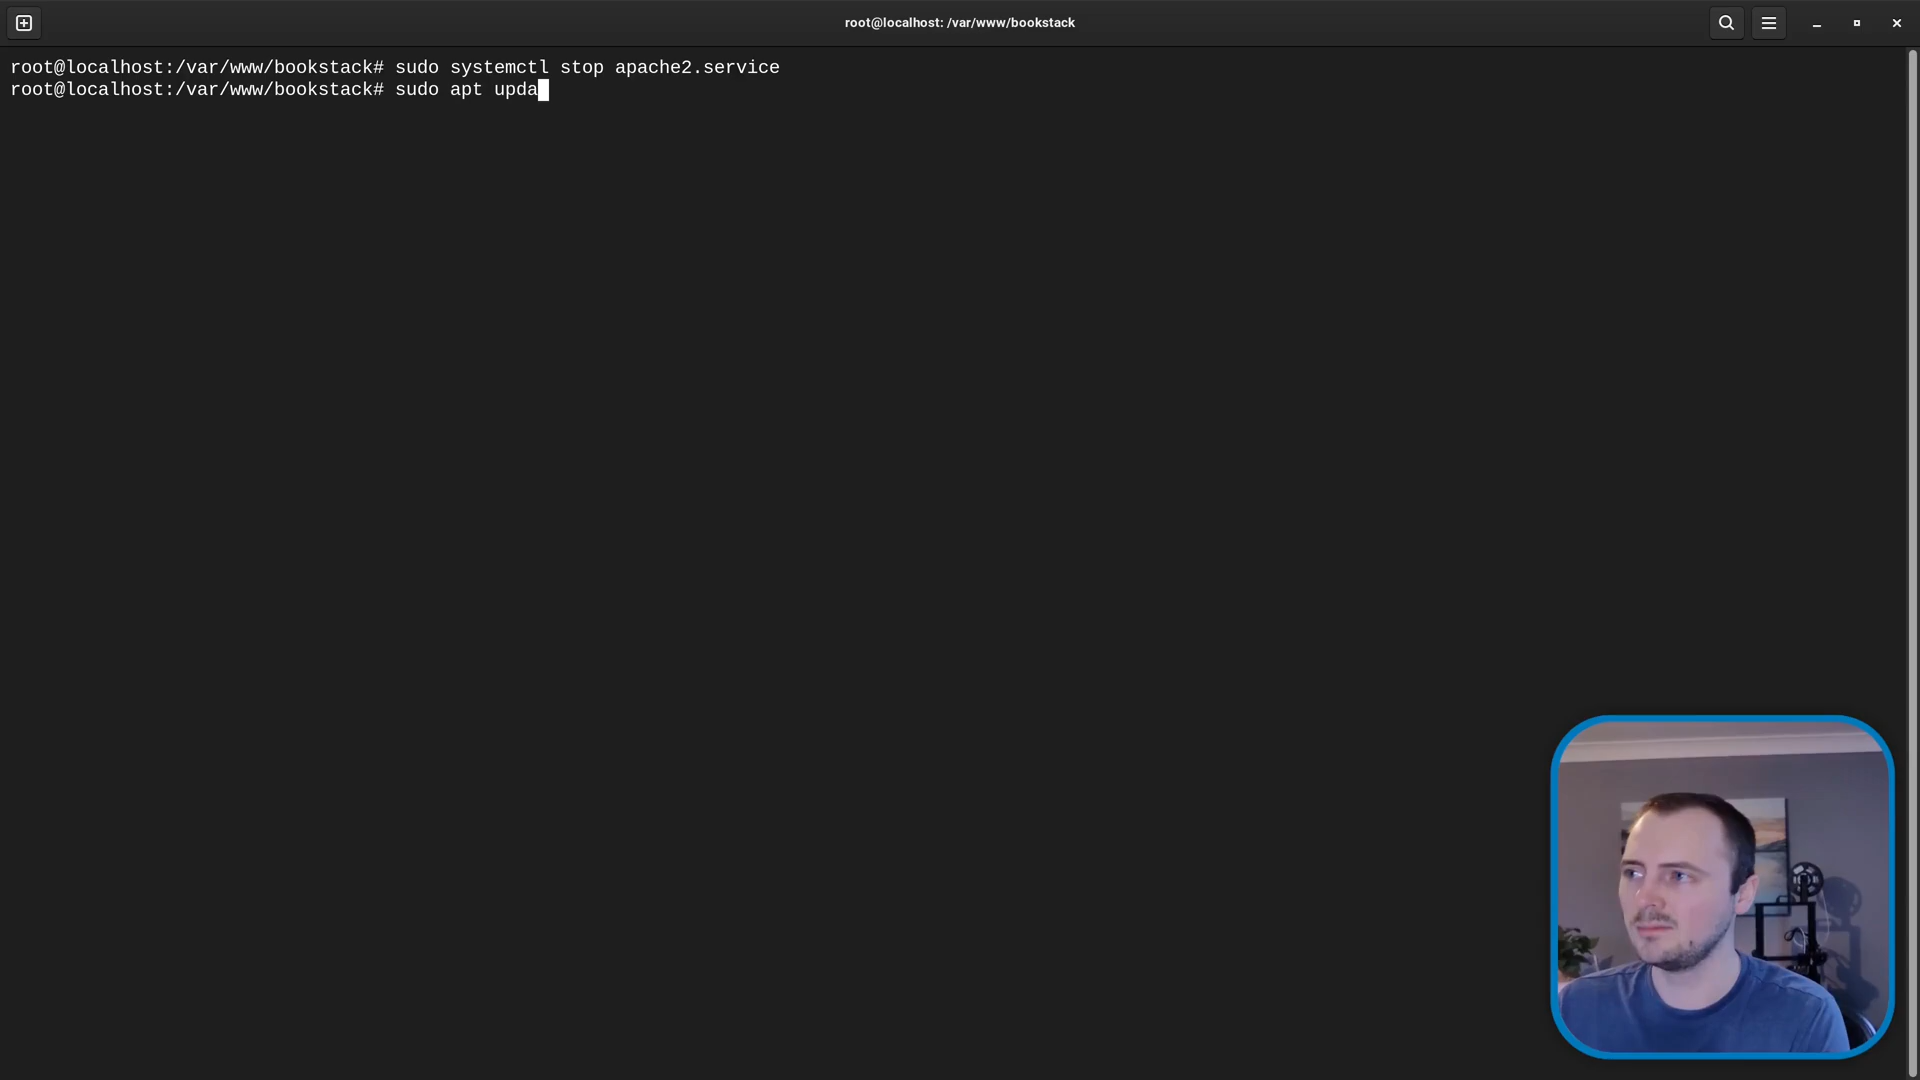 root@localhost: /var/www/bookstack
root@localhost:/var/www/bookstack# sudo systemctl stop apache2.service
root@localhost:/var/www/bookstack# sudo apt upda